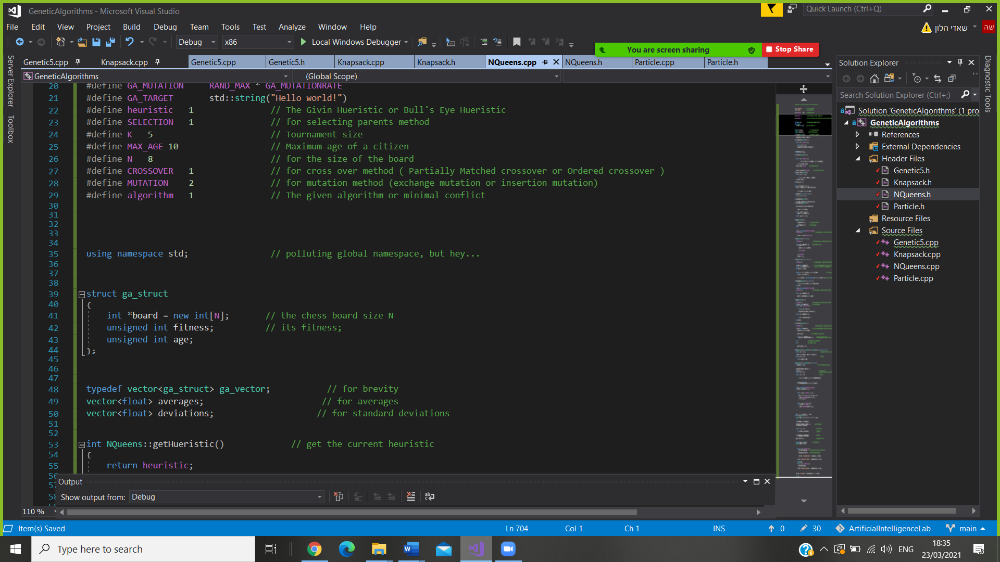 GeneticAlgorithms - Microsoft Visual Studio
Quick Launch (Ctrl+Q)
File Edit View Project Build Debug Team Tools Test Analyze Window Help
שאדי הלון
שה
Debug x86 Local Windows Debugger
You are screen sharing
Stop Share
Server Explorer
Toolbox
Genetic5.cpp Knapsack.cpp Genetic5.cpp Genetic5.h Knapsack.cpp Knapsack.h NQueens.cpp NQueens.h Particle.cpp Particle.h
GeneticAlgorithms (Global Scope)
20 #define GA_MUTATION RAND_MAX * GA_MUTATIONRATE
21 #define GA_TARGET std::string("Hello world!")
22 #define heuristic 1 // The Givin Hueristic or Bull's Eye Hueristic
23 #define SELECTION 1 // for selecting parents method
24 #define K 5 // Tournament size
25 #define MAX_AGE 10 // Maximum age of a citizen
26 #define N 8 // for the size of the board
27 #define CROSSOVER 1 // for cross over method ( Partially Matched crossover or Ordered crossover )
28 #define MUTATION 2 // for mutation method (exchange mutation or insertion mutation)
29 #define algorithm 1 // The given algorithm or minimal conflict
30
31
32
33
34
35 using namespace std; // polluting global namespace, but hey...
36
37
38
39 struct ga_struct
40 {
41 int *board = new int[N]; // the chess board size N
42 unsigned int fitness; // its fitness;
43 unsigned int age;
44 };
45
46
47
48 typedef vector<ga_struct> ga_vector; // for brevity
49 vector<float> averages; // for averages
50 vector<float> deviations; // for standard deviations
51
52
53 int NQueens::getHueristic() // get the current heuristic
54 {
55 return heuristic;
Output
Show output from: Debug
110 %
Solution Explorer
Search Solution Explorer (Ctrl+;)
Solution 'GeneticAlgorithms' (1 pro
GeneticAlgorithms
References
External Dependencies
Header Files
Genetic5.h
Knapsack.h
NQueens.h
Particle.h
Resource Files
Source Files
Genetic5.cpp
Knapsack.cpp
NQueens.cpp
Particle.cpp
Diagnostic Tools
Item(s) Saved Ln 704 Col 1 Ch 1 INS 0 30 ArtificialIntelligenceLab main
Type here to search
ENG
18:35
23/03/2021